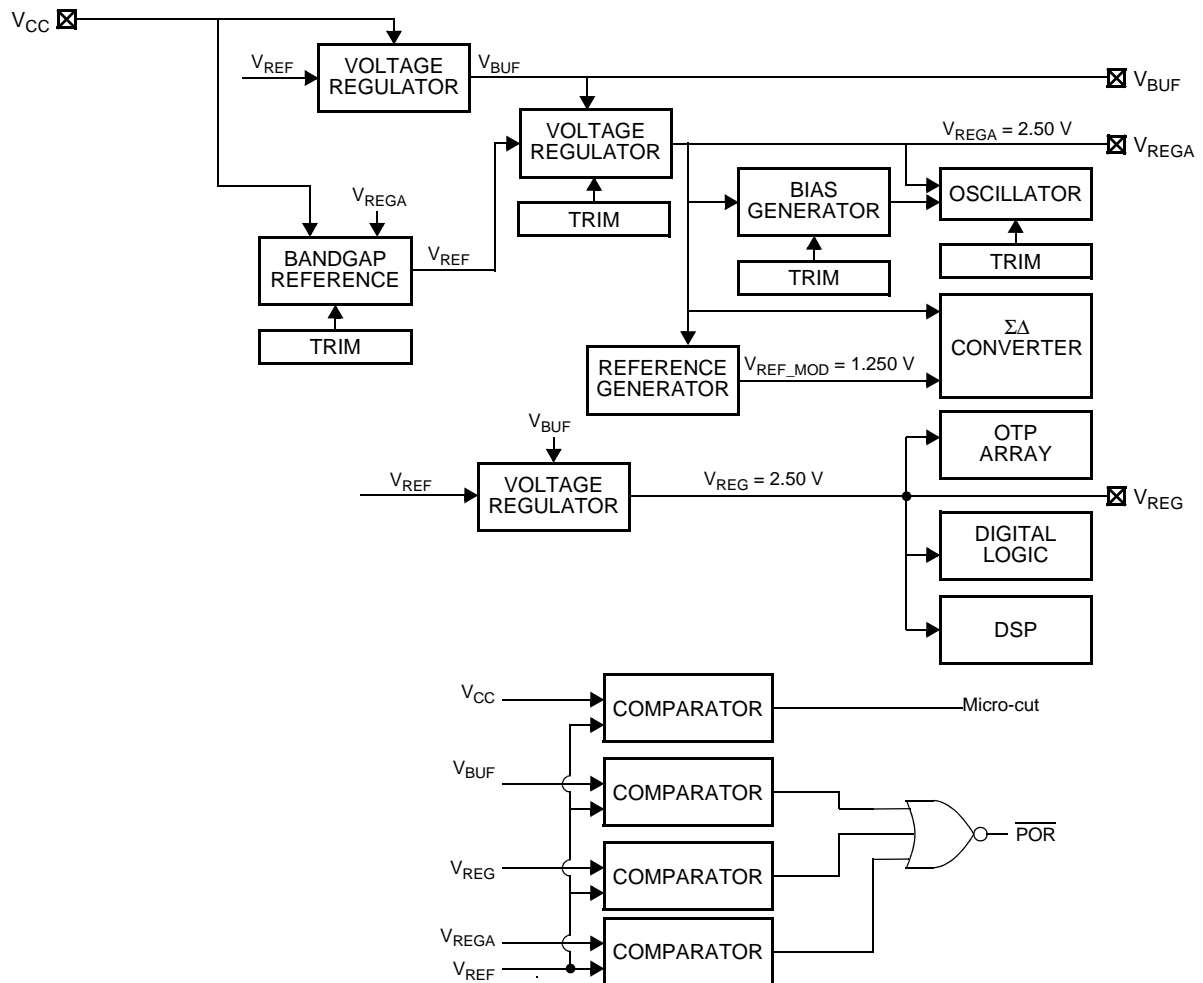 VCC
VREF
VOLTAGE
REGULATOR
VBUF
VBUF
VOLTAGE
REGULATOR
VREGA = 2.50 V
VREGA
TRIM
BIAS
GENERATOR
OSCILLATOR
TRIM
TRIM
VREGA
BANDGAP
REFERENCE
VREF
TRIM
ΣΔ
CONVERTER
REFERENCE
GENERATOR
VREF_MOD = 1.250 V
VBUF
VREF
VOLTAGE
REGULATOR
VREG = 2.50 V
OTP
ARRAY
VREG
DIGITAL
LOGIC
DSP
VCC
COMPARATOR
Micro-cut
VBUF
COMPARATOR
POR
VREG
COMPARATOR
VREGA
COMPARATOR
VREF